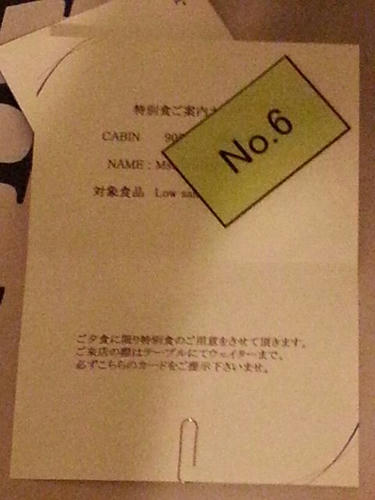 特別食ご案内
No.6
CABIN
NAME :
対象食品 Low
ご夕食に限り特別食のご用意をさせて頂きます。
ご来店の際はテーブルにてウェイターまで、
必ずこちらのカードをご提示下さいませ。